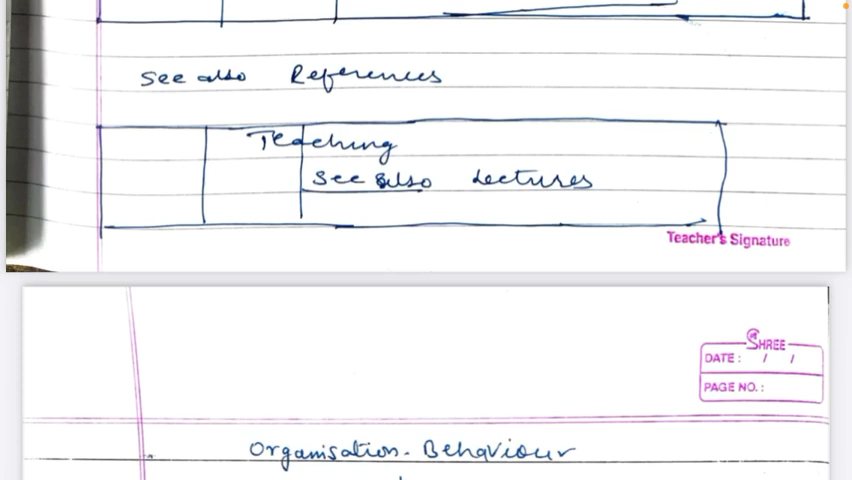 See also References
Teaching
See also Lectures
Teacher's Signature
SHREE
DATE : / /
PAGE NO. :
Organisation. Behaviour